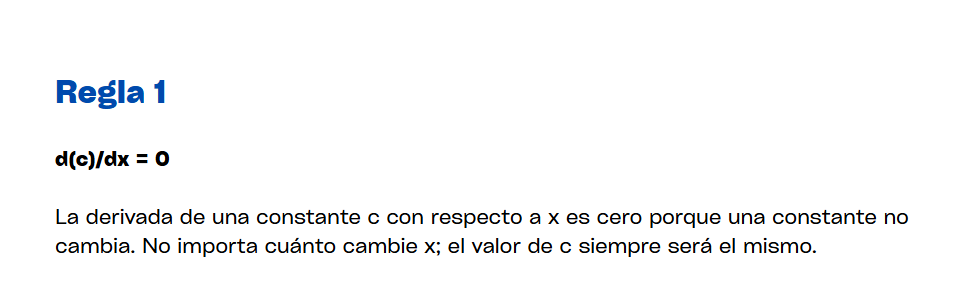 Regla 1
d(c)/dx = 0
La derivada de una constante c con respecto a x es cero porque una constante no
cambia. No importa cuánto cambie x; el valor de c siempre será el mismo.